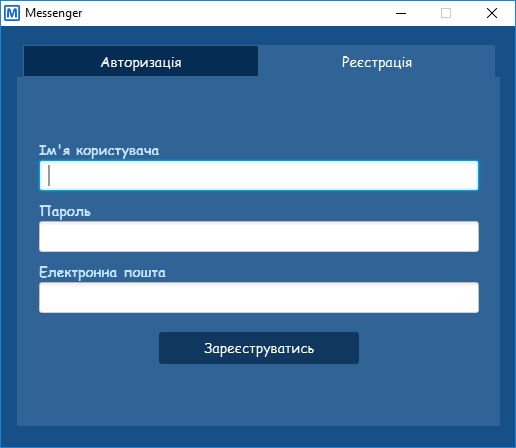 M Messenger
Авторизація Реєстрація
Ім'я користувача
Пароль
Електронна пошта
Зареєструватись